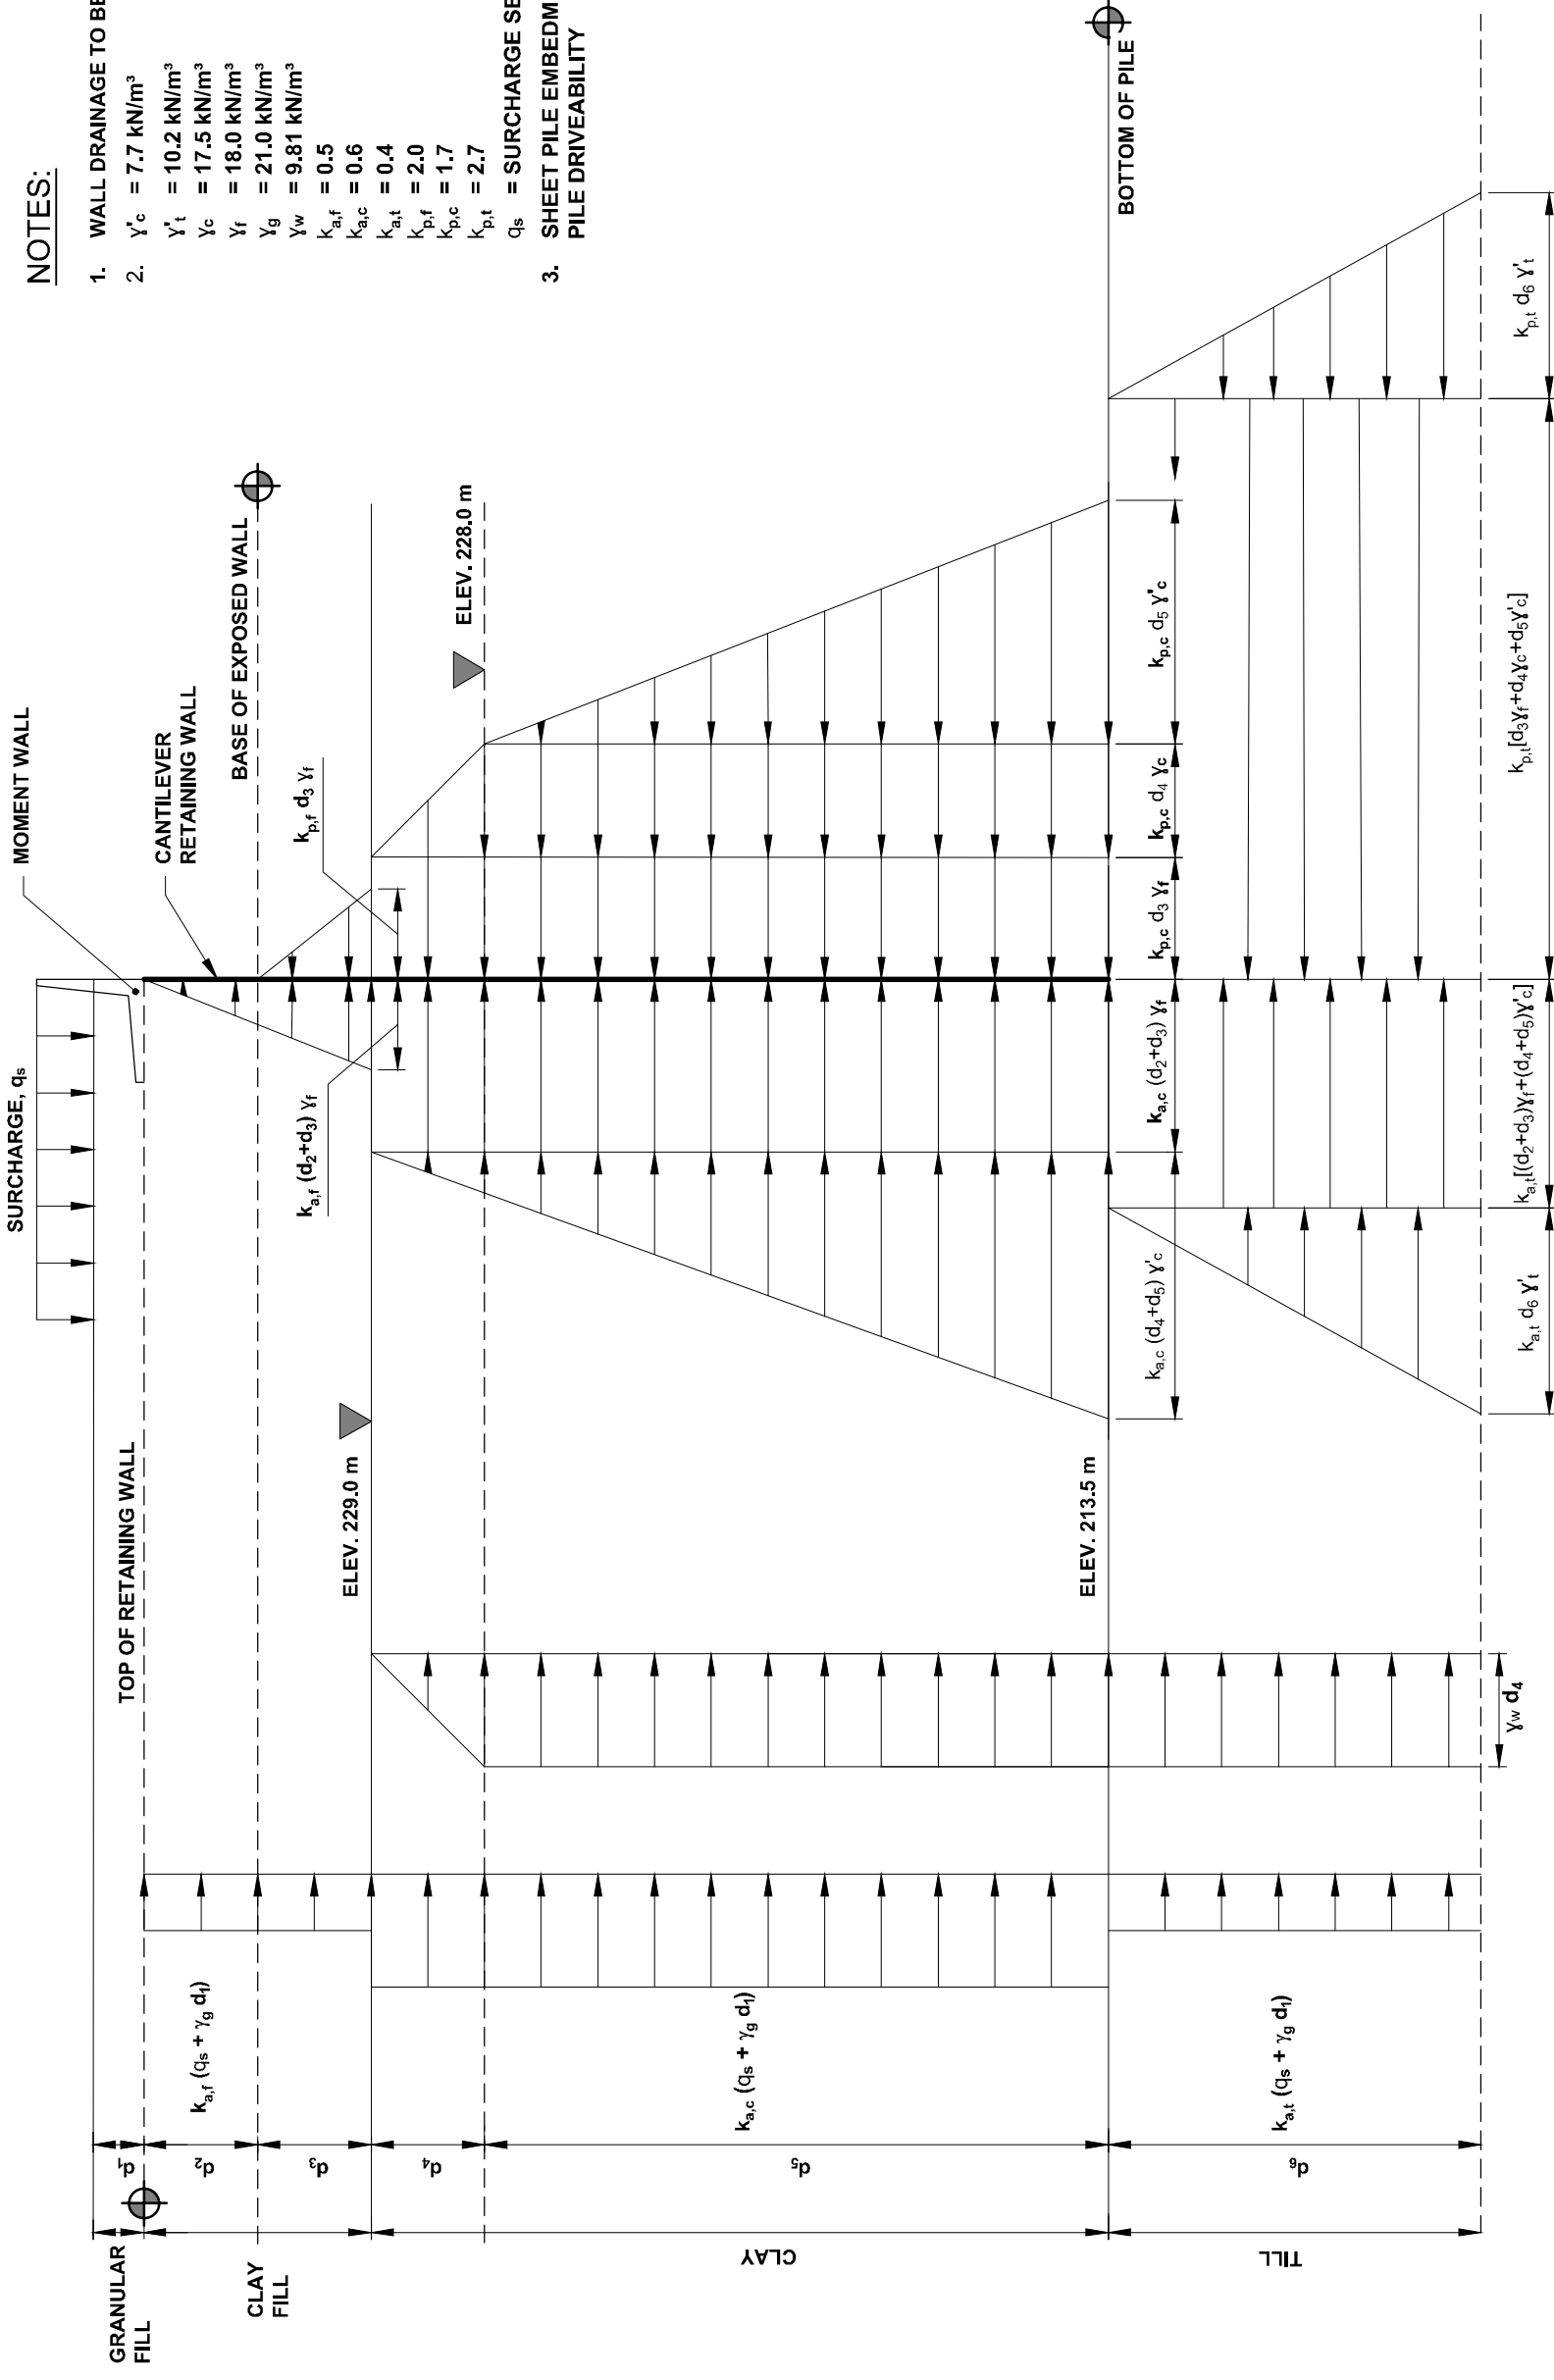 NOTES:
1. WALL DRAINAGE TO BE
2. γ'c = 7.7 kN/m³
γ't = 10.2 kN/m³
γc = 17.5 kN/m³
γf = 18.0 kN/m³
γg = 21.0 kN/m³
γw = 9.81 kN/m³
ka,f = 0.5
ka,c = 0.6
ka,t = 0.4
kp,f = 2.0
kp,c = 1.7
kp,t = 2.7
qs = SURCHARGE SE
3. SHEET PILE EMBEDM
PILE DRIVEABILITY
SURCHARGE, qs
MOMENT WALL
CANTILEVER
RETAINING WALL
TOP OF RETAINING WALL
BASE OF EXPOSED WALL
GRANULAR
FILL
CLAY
FILL
CLAY
TILL
d1
d2
d3
d4
d5
d6
ka,f (qs + γg d1)
ka,c (qs + γg d1)
ka,t (qs + γg d1)
γw d4
ELEV. 229.0 m
ELEV. 228.0 m
ELEV. 213.5 m
BOTTOM OF PILE
ka,f (d2+d3) γf
kp,f d3 γf
ka,c (d4+d5) γ'c
ka,c (d2+d3) γf
kp,c d3 γf
kp,c d4 γc
kp,c d5 γ'c
ka,t d6 γ't
ka,t[(d2+d3)γf+(d4+d5)γ'c]
kp,t[d3γf+d4γc+d5γ'c]
kp,t d6 γ't